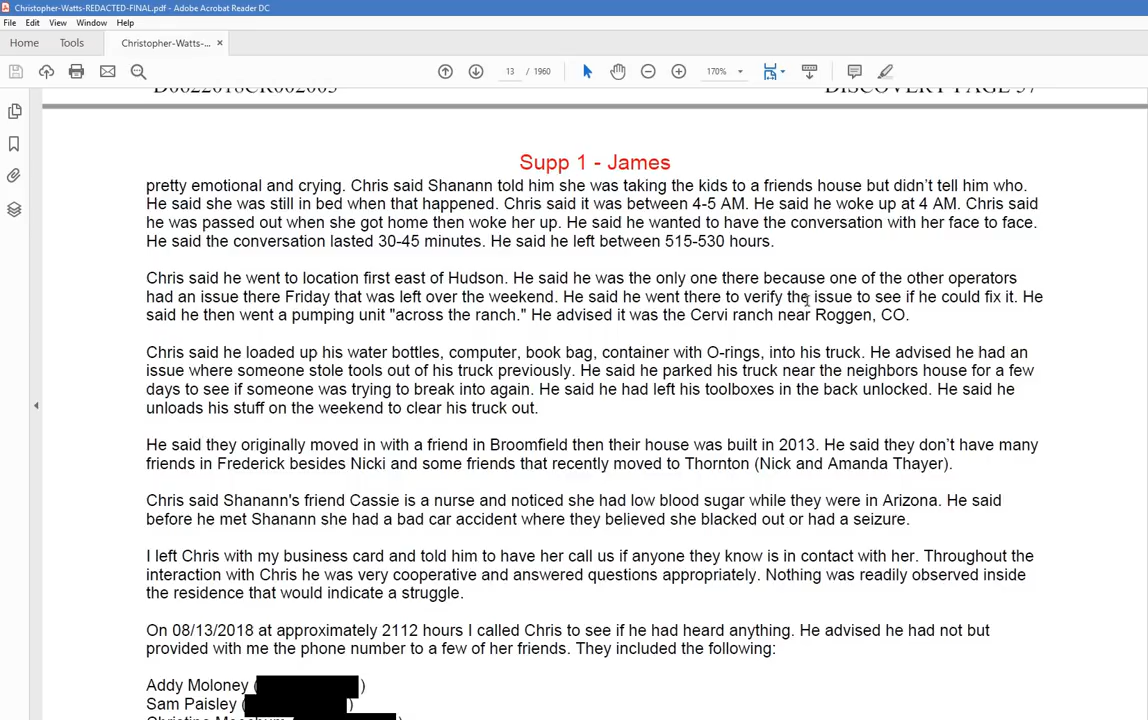 Christopher-Watts-REDACTED-FINAL.pdf - Adobe Acrobat Reader DC
File Edit View Window Help
Home Tools Christopher-Watts-... ×
13 / 1960 170%
DISCOVERY PAGE 57
Supp 1 - James
pretty emotional and crying. Chris said Shanann told him she was taking the kids to a friends house but didn't tell him who.
He said she was still in bed when that happened. Chris said it was between 4-5 AM. He said he woke up at 4 AM. Chris said
he was passed out when she got home then woke her up. He said he wanted to have the conversation with her face to face.
He said the conversation lasted 30-45 minutes. He said he left between 515-530 hours.
Chris said he went to location first east of Hudson. He said he was the only one there because one of the other operators
had an issue there Friday that was left over the weekend. He said he went there to verify the issue to see if he could fix it. He
said he then went a pumping unit "across the ranch." He advised it was the Cervi ranch near Roggen, CO.
Chris said he loaded up his water bottles, computer, book bag, container with O-rings, into his truck. He advised he had an
issue where someone stole tools out of his truck previously. He said he parked his truck near the neighbors house for a few
days to see if someone was trying to break into again. He said he had left his toolboxes in the back unlocked. He said he
unloads his stuff on the weekend to clear his truck out.
He said they originally moved in with a friend in Broomfield then their house was built in 2013. He said they don't have many
friends in Frederick besides Nicki and some friends that recently moved to Thornton (Nick and Amanda Thayer).
Chris said Shanann's friend Cassie is a nurse and noticed she had low blood sugar while they were in Arizona. He said
before he met Shanann she had a bad car accident where they believed she blacked out or had a seizure.
I left Chris with my business card and told him to have her call us if anyone they know is in contact with her. Throughout the
interaction with Chris he was very cooperative and answered questions appropriately. Nothing was readily observed inside
the residence that would indicate a struggle.
On 08/13/2018 at approximately 2112 hours I called Chris to see if he had heard anything. He advised he had not but
provided with me the phone number to a few of her friends. They included the following:
Addy Moloney ( )
Sam Paisley ( )